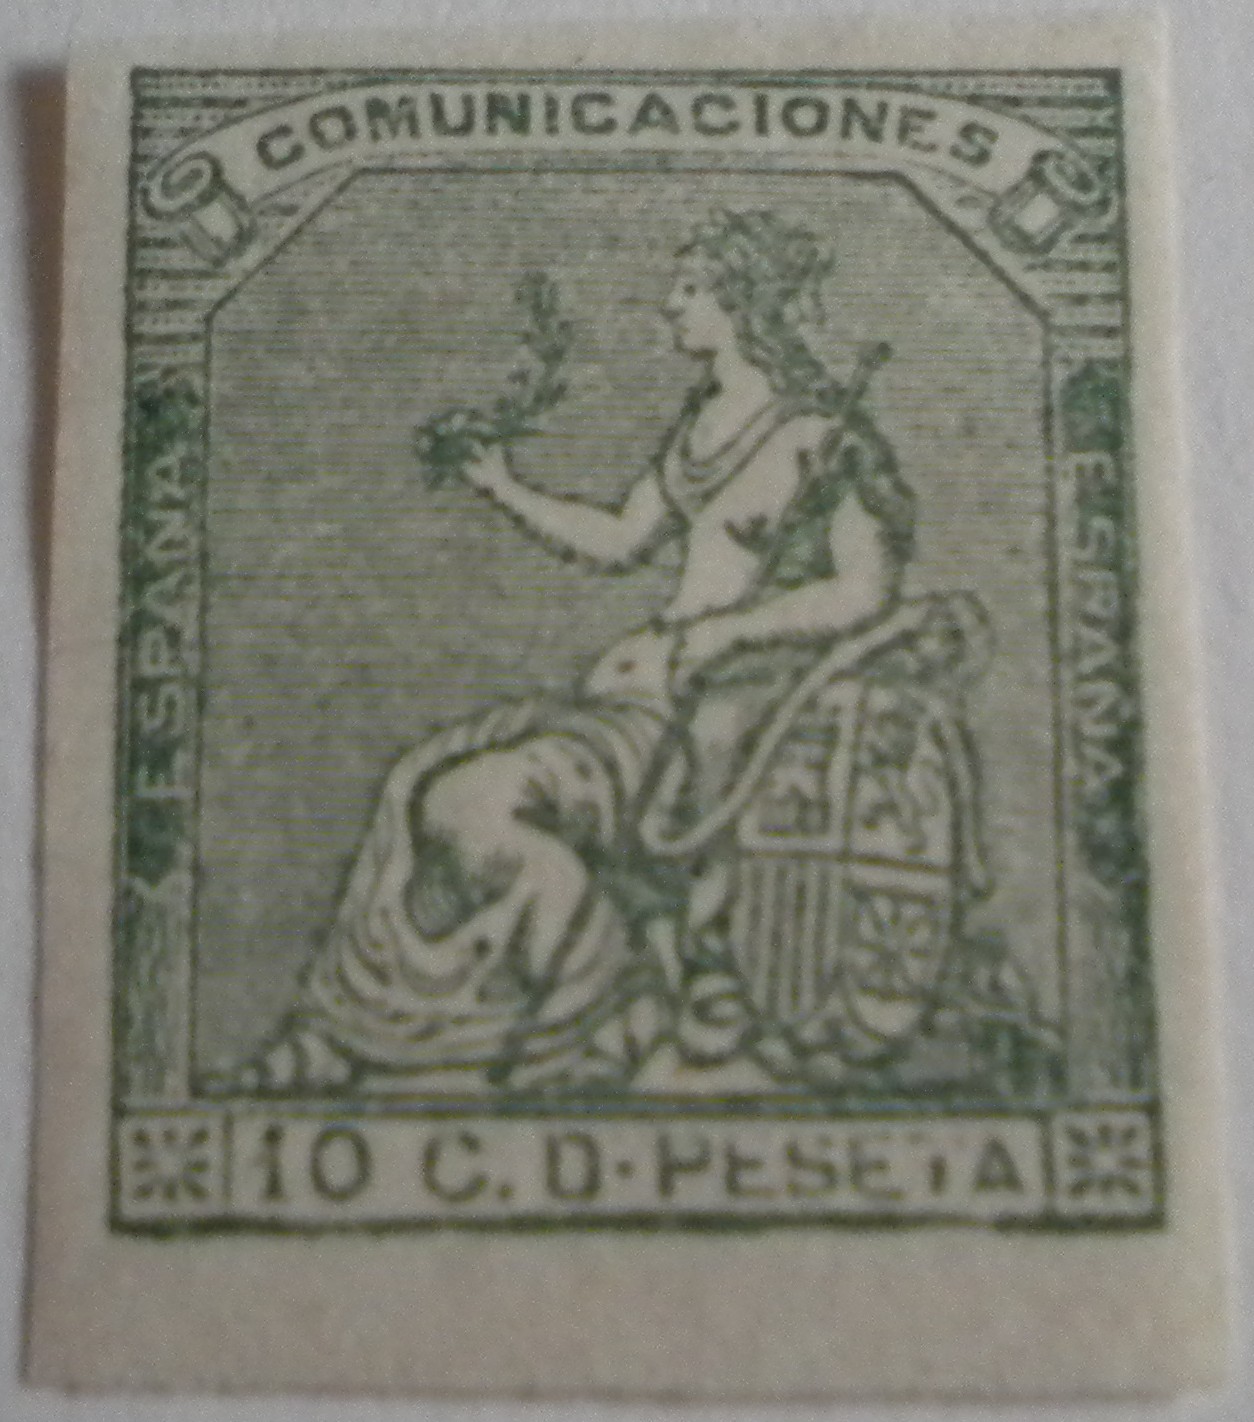 COMUNICACIONES
ESPAÑA
ESPAÑA
10 C. D. PESETA